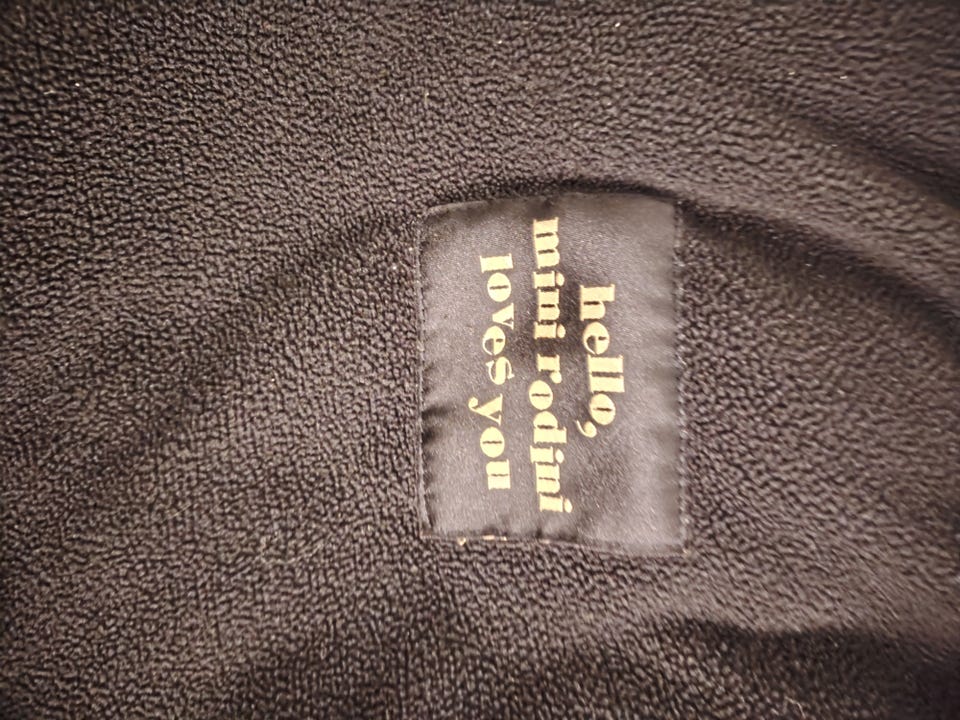 hello,
mini rodini
loves you